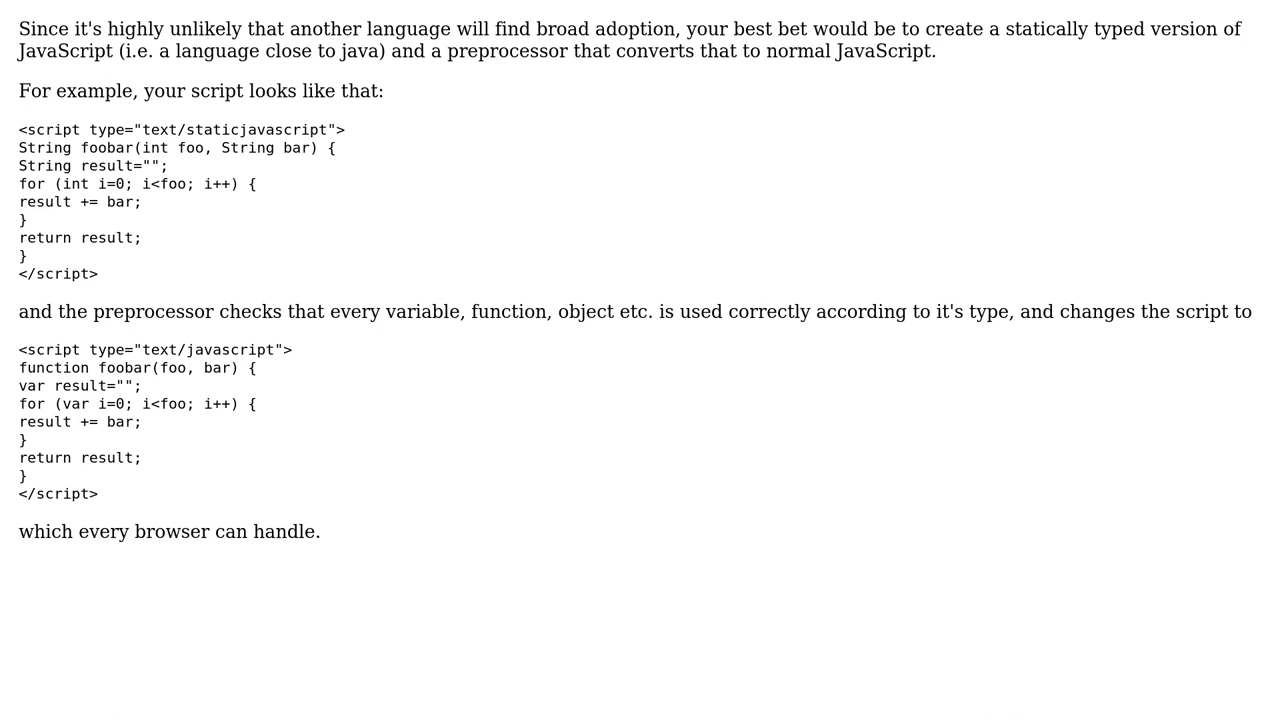 Since it's highly unlikely that another language will find broad adoption, your best bet would be to create a statically typed version of
JavaScript (i.e. a language close to java) and a preprocessor that converts that to normal JavaScript.
For example, your script looks like that:
<script type="text/staticjavascript">
String foobar(int foo, String bar) {
String result="";
for (int i=0; i<foo; i++) {
result += bar;
}
return result;
}
</script>
and the preprocessor checks that every variable, function, object etc. is used correctly according to it's type, and changes the script to
<script type="text/javascript">
function foobar(foo, bar) {
var result="";
for (var i=0; i<foo; i++) {
result += bar;
}
return result;
}
</script>
which every browser can handle.